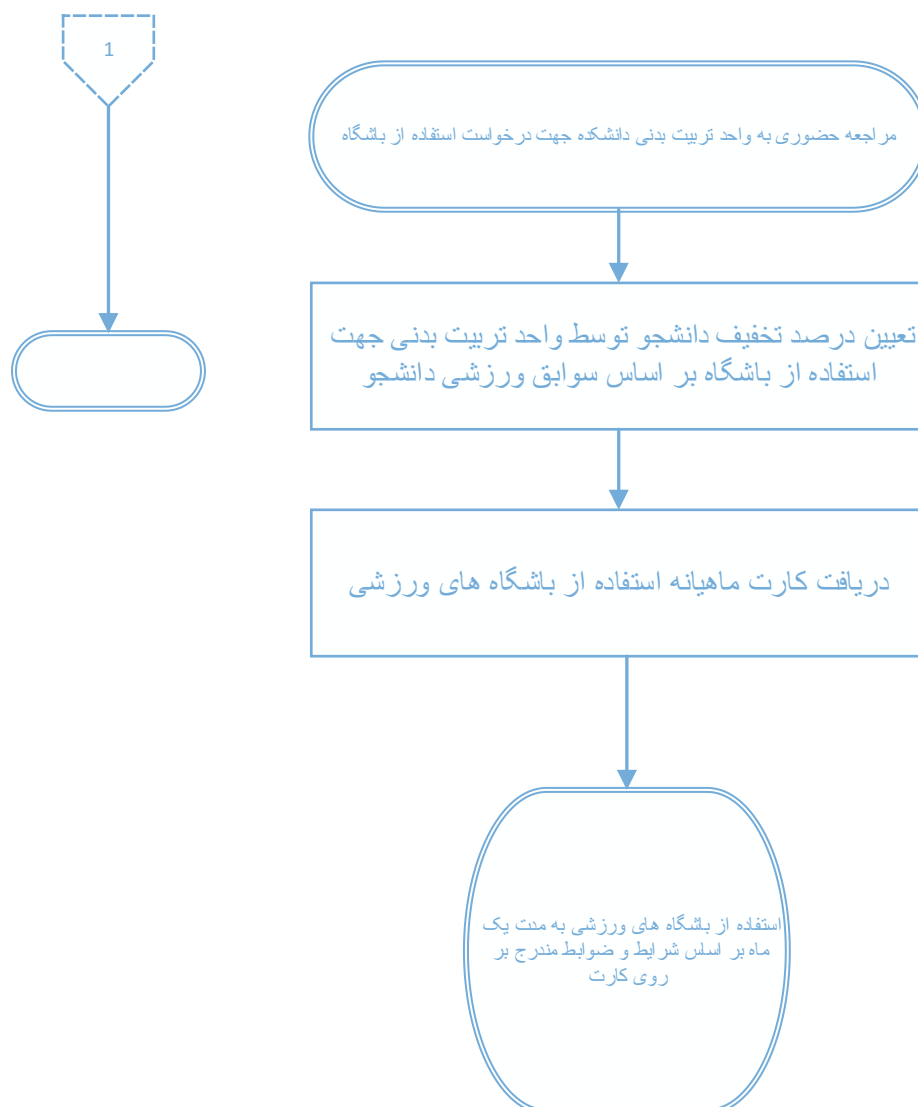 1
مراجعه حضوری به واحد تربیت بدنی دانشکده جهت درخواست استفاده از باشگاه
تعیین درصد تخفیف دانشجو توسط واحد تربیت بدنی جهت
استفاده از باشگاه بر اساس سوابق ورزشی دانشجو
دریافت کارت ماهیانه استفاده از باشگاه های ورزشی
استفاده از باشگاه های ورزشی به مدت یک
ماه بر اساس شرایط و ضوابط مندرج بر
روی کارت